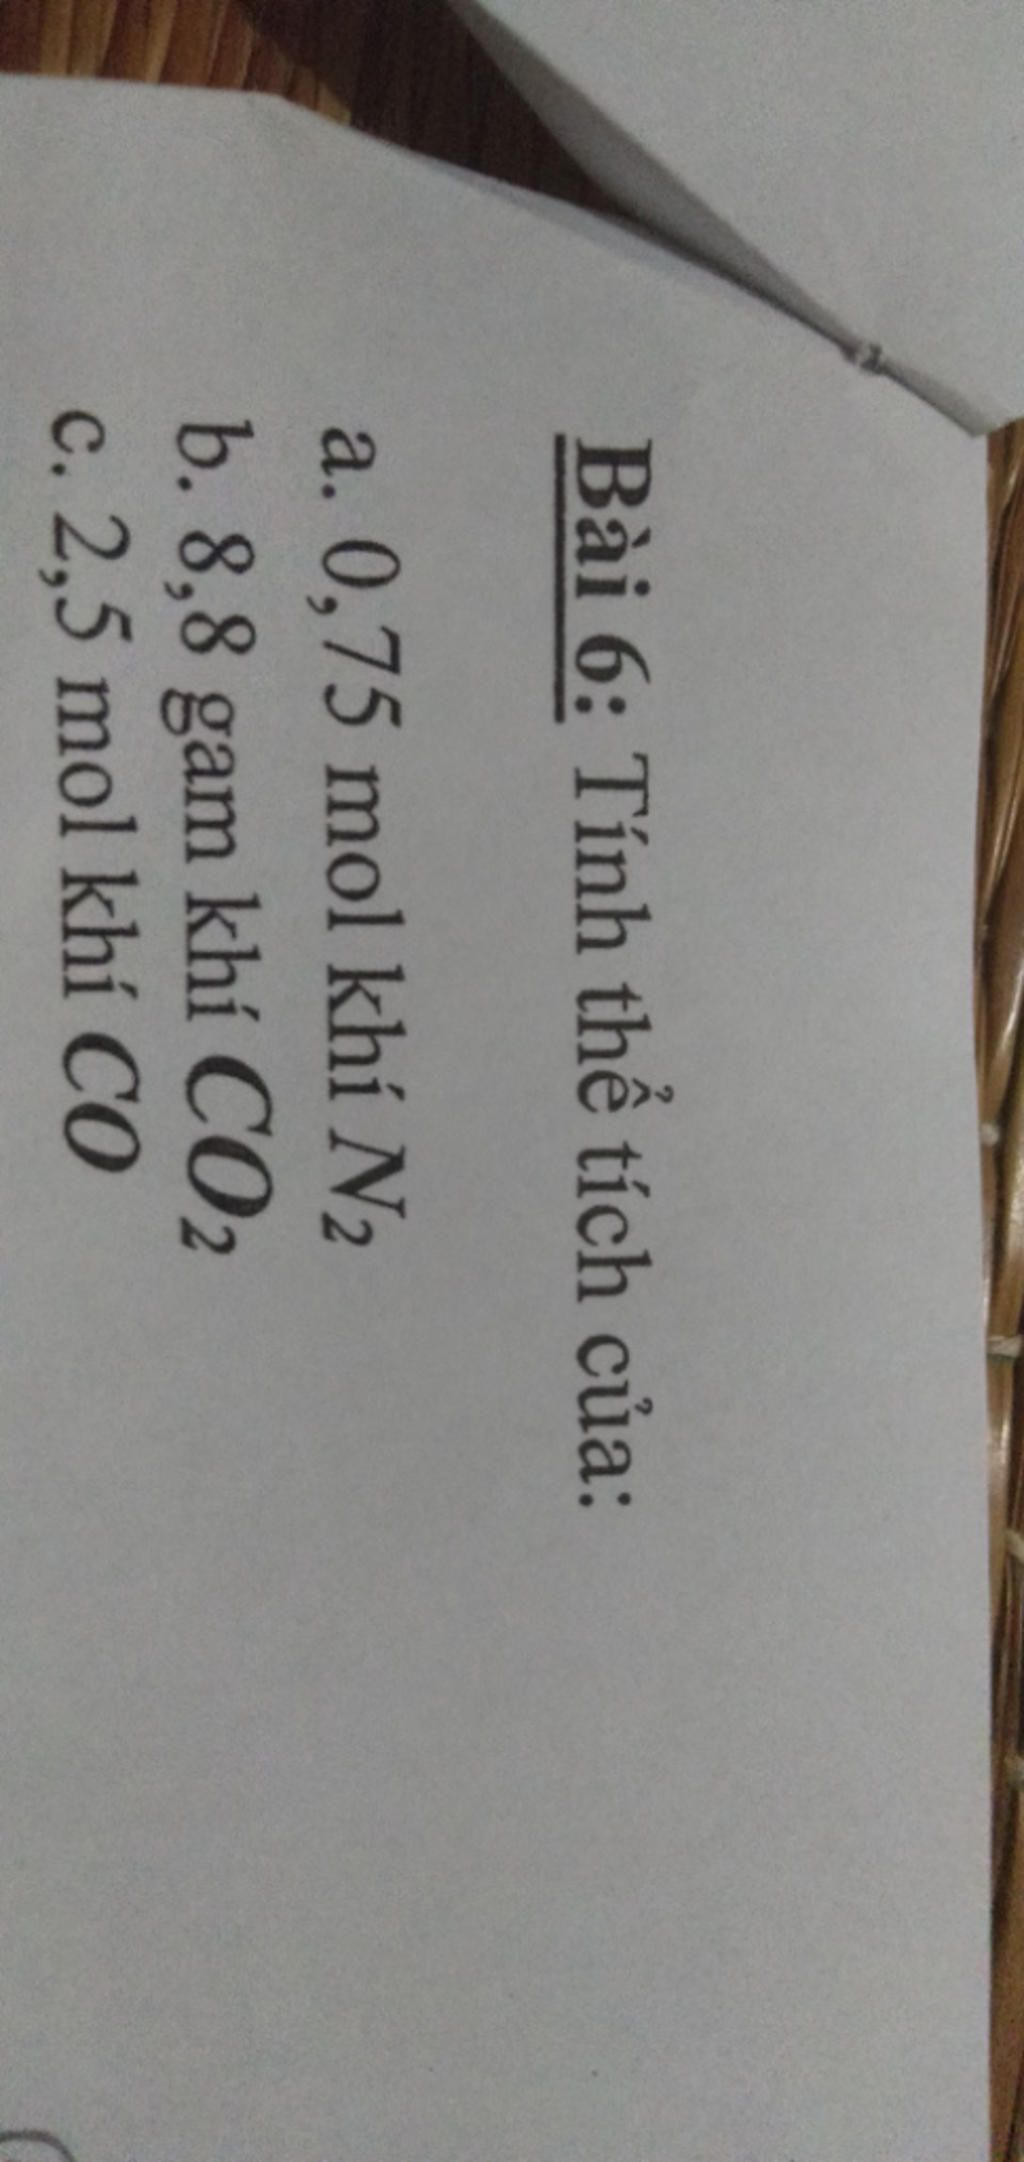 Bài 6: Tính thể tích của:
a. 0,75 mol khí N₂
b. 8,8 gam khí CO₂
c. 2,5 mol khí CO